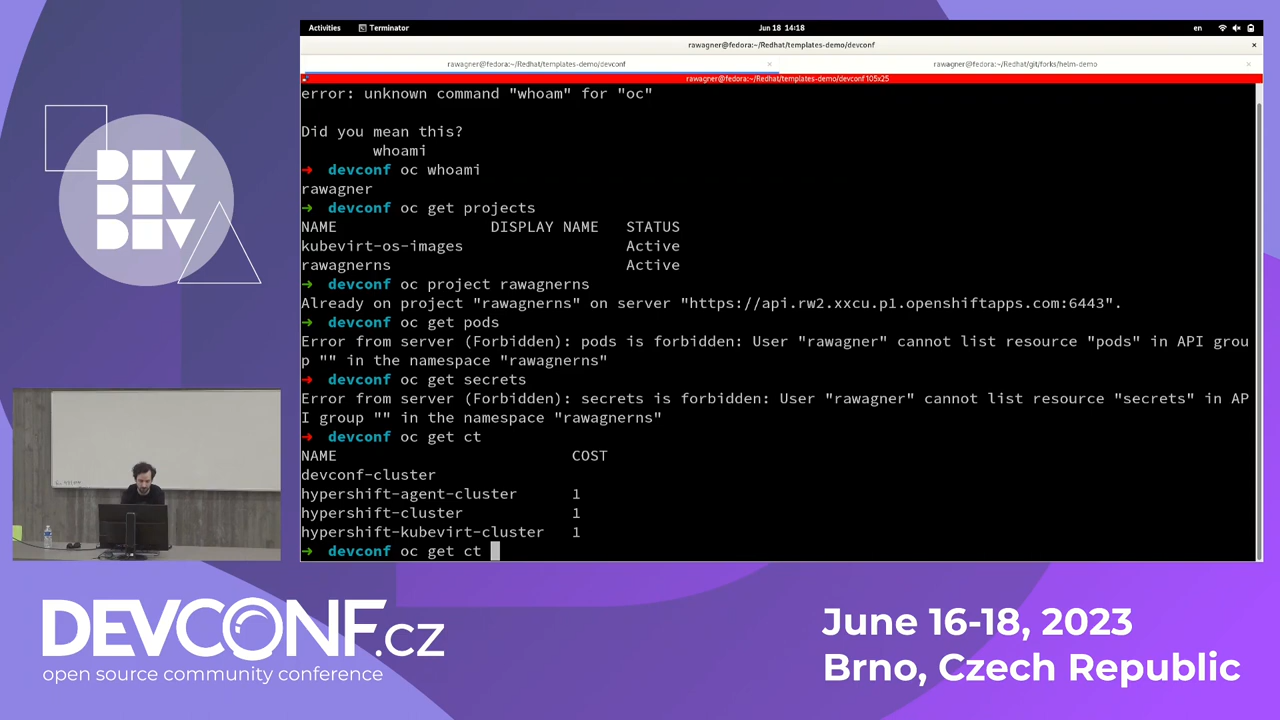 Activities
Terminator
Jun 18 14:18
en
rawagner@fedora:~/Redhat/templates-demo/devconf
rawagner@fedora:~/Redhat/templates-demo/devconf
rawagner@fedora:~/Redhat/git/forks/helm-demo
rawagner@fedora:~/Redhat/templates-demo/devconf 105x25
error: unknown command "whoam" for "oc"
Did you mean this?
whoami
➜ devconf oc whoami
rawagner
➜ devconf oc get projects
NAME DISPLAY NAME STATUS
kubevirt-os-images Active
rawagnerns Active
➜ devconf oc project rawagnerns
Already on project "rawagnerns" on server "https://api.rw2.xxcu.p1.openshiftapps.com:6443".
➜ devconf oc get pods
Error from server (Forbidden): pods is forbidden: User "rawagner" cannot list resource "pods" in API grou
p "" in the namespace "rawagnerns"
➜ devconf oc get secrets
Error from server (Forbidden): secrets is forbidden: User "rawagner" cannot list resource "secrets" in AP
I group "" in the namespace "rawagnerns"
➜ devconf oc get ct
NAME COST
devconf-cluster
hypershift-agent-cluster 1
hypershift-cluster 1
hypershift-kubevirt-cluster 1
➜ devconf oc get ct
DEV
DEV
DEV
DEVCONF.CZ
open source community conference
June 16-18, 2023
Brno, Czech Republic